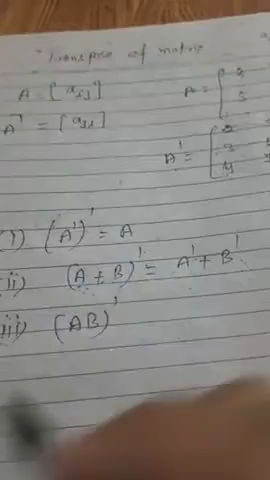 Transpose of matrix
A = [aij]
A' = [aji]
A =
A' =
(i) (A')' = A
(ii) (A + B)' = A' + B'
(iii) (AB)'